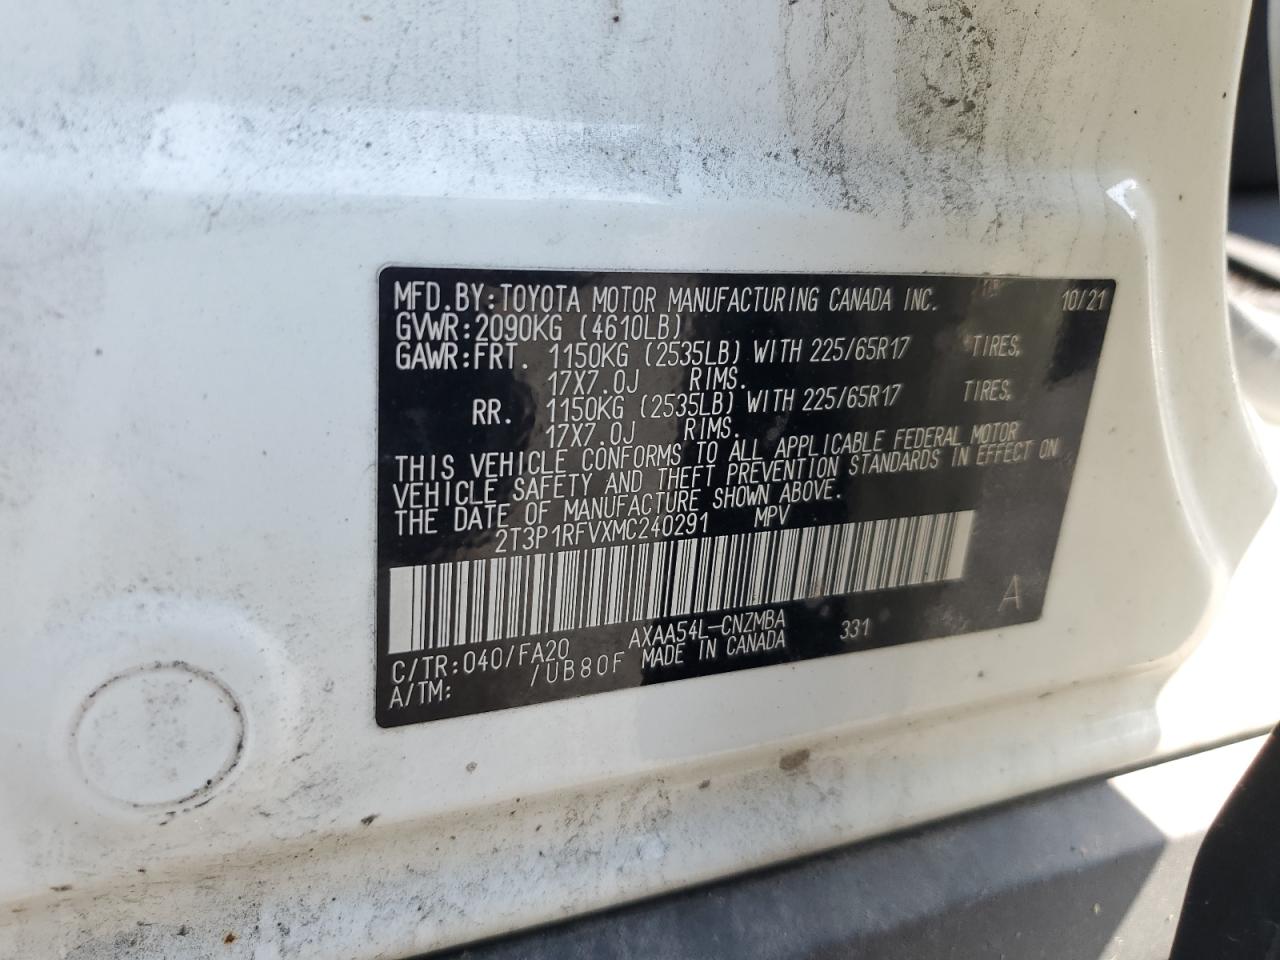 MFD.BY:TOYOTA MOTOR MANUFACTURING CANADA INC. 10/21
GVWR:2090KG (4610LB)
GAWR:FRT. 1150KG (2535LB) WITH 225/65R17 TIRES,
17X7.0J RIMS.
RR. 1150KG (2535LB) WITH 225/65R17 TIRES,
17X7.0J RIMS.
THIS VEHICLE CONFORMS TO ALL APPLICABLE FEDERAL MOTOR
VEHICLE SAFETY AND THEFT PREVENTION STANDARDS IN EFFECT ON
THE DATE OF MANUFACTURE SHOWN ABOVE.
2T3P1RFVXMC240291 MPV
A
C/TR:040/FA20 AXAA54L-CNZMBA 331
A/TM: /UB80F MADE IN CANADA